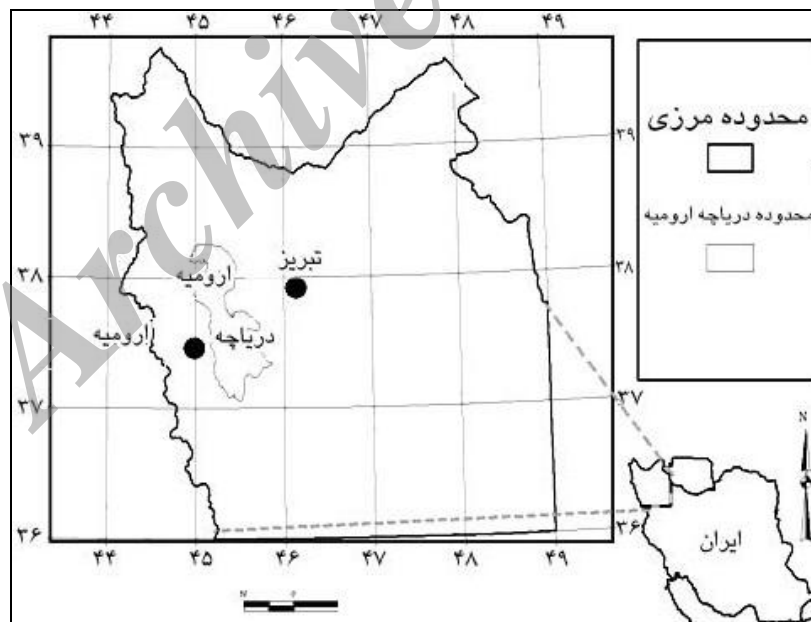 ۴۴ ۴۵ ۴۶ ۴۷ ۴۸ ۴۹
۳۹ ۳۹
۳۸ ۳۸
۳۷ ۳۷
۳۶ ۳۶
۴۴ ۴۵ ۴۶ ۴۷ ۴۸ ۴۹
تبریز
ارومیه
دریاچه
ارومیه
محدوده مرزی
محدوده دریاچه ارومیه
ایران
N
Archive